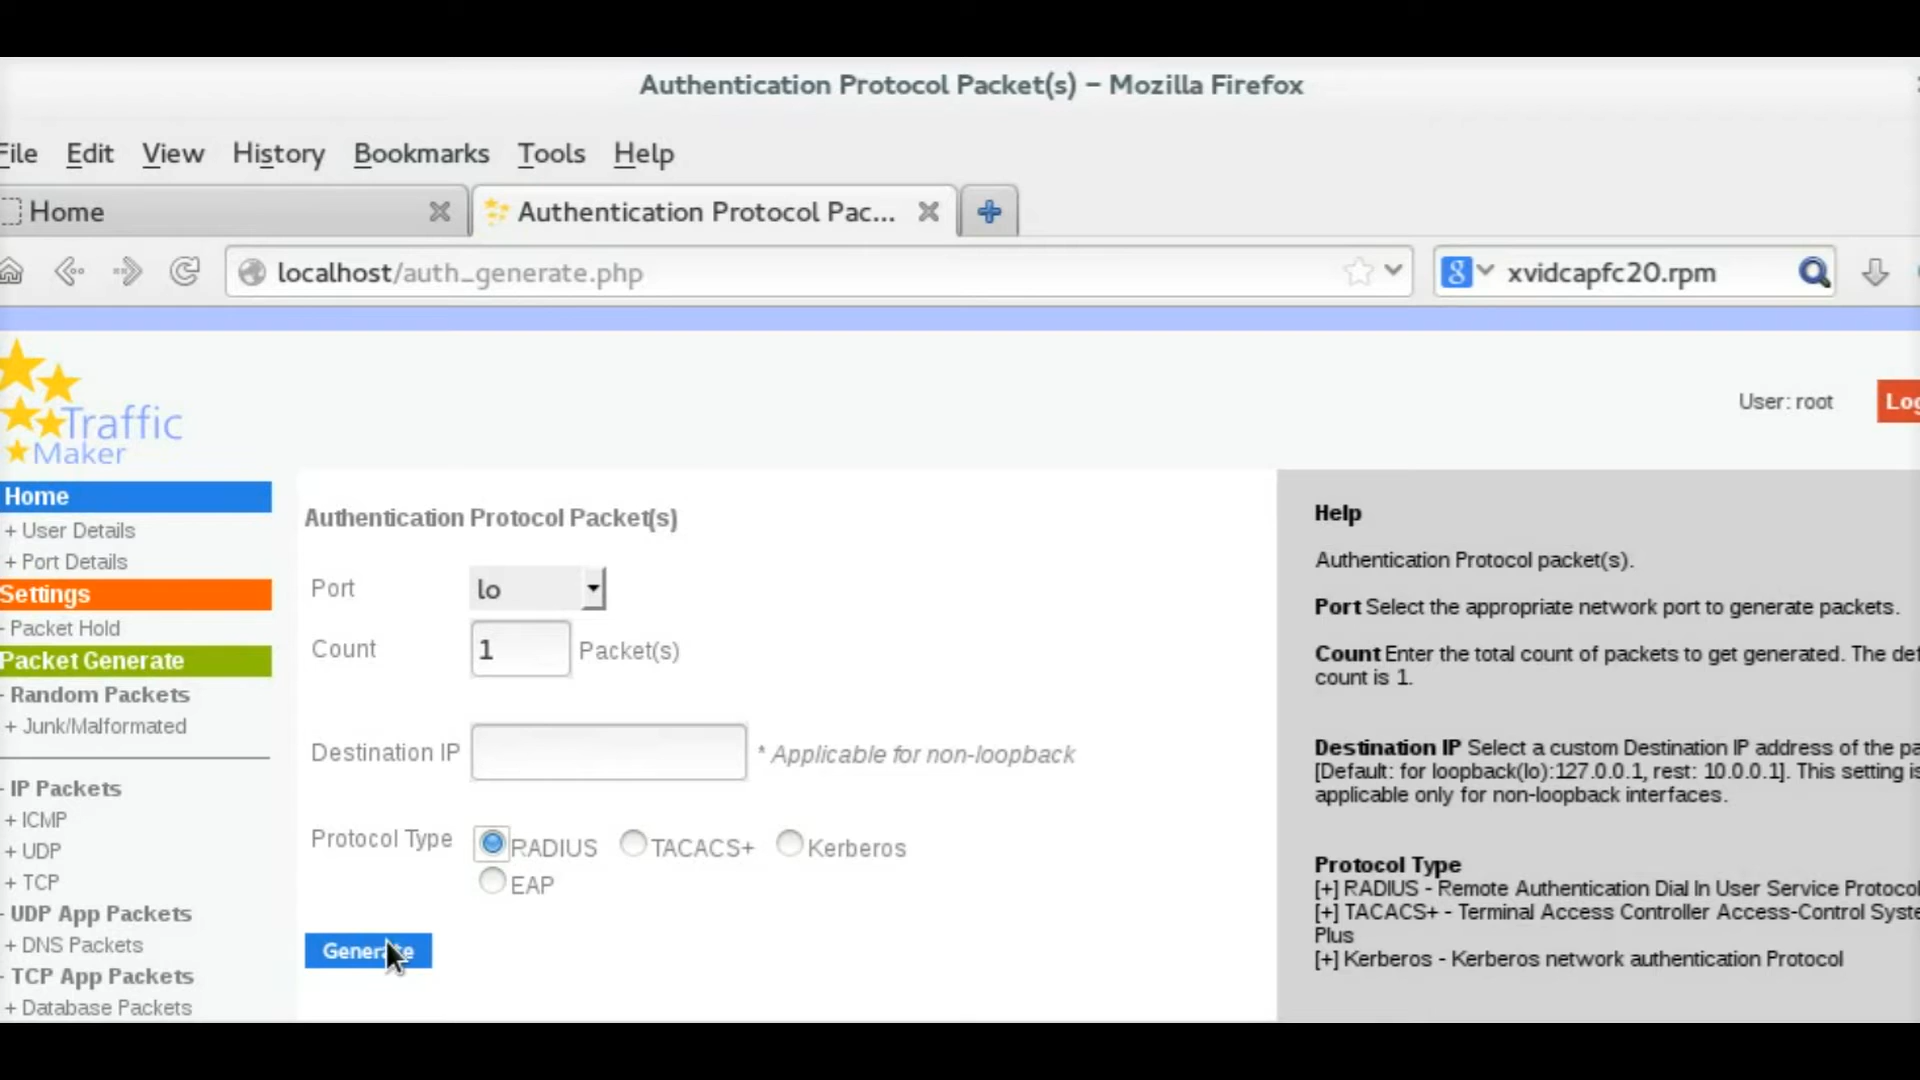 Authentication Protocol Packet(s) – Mozilla Firefox
File Edit View History Bookmarks Tools Help
Home
Authentication Protocol Pac...
localhost/auth_generate.php
xvidcapfc20.rpm
Traffic
Maker
User: root
Log
Home
+ User Details
+ Port Details
Settings
- Packet Hold
Packet Generate
- Random Packets
+ Junk/Malformated
- IP Packets
+ ICMP
+ UDP
+ TCP
- UDP App Packets
+ DNS Packets
- TCP App Packets
+ Database Packets
Authentication Protocol Packet(s)
Port lo
Count 1 Packet(s)
Destination IP * Applicable for non-loopback
Protocol Type RADIUS TACACS+ Kerberos
EAP
Generate
Help
Authentication Protocol packet(s).
Port Select the appropriate network port to generate packets.
Count Enter the total count of packets to get generated. The def
count is 1.
Destination IP Select a custom Destination IP address of the pa
[Default: for loopback(lo):127.0.0.1, rest: 10.0.0.1]. This setting is
applicable only for non-loopback interfaces.
Protocol Type
[+] RADIUS - Remote Authentication Dial In User Service Protocol
[+] TACACS+ - Terminal Access Controller Access-Control Syste
Plus
[+] Kerberos - Kerberos network authentication Protocol